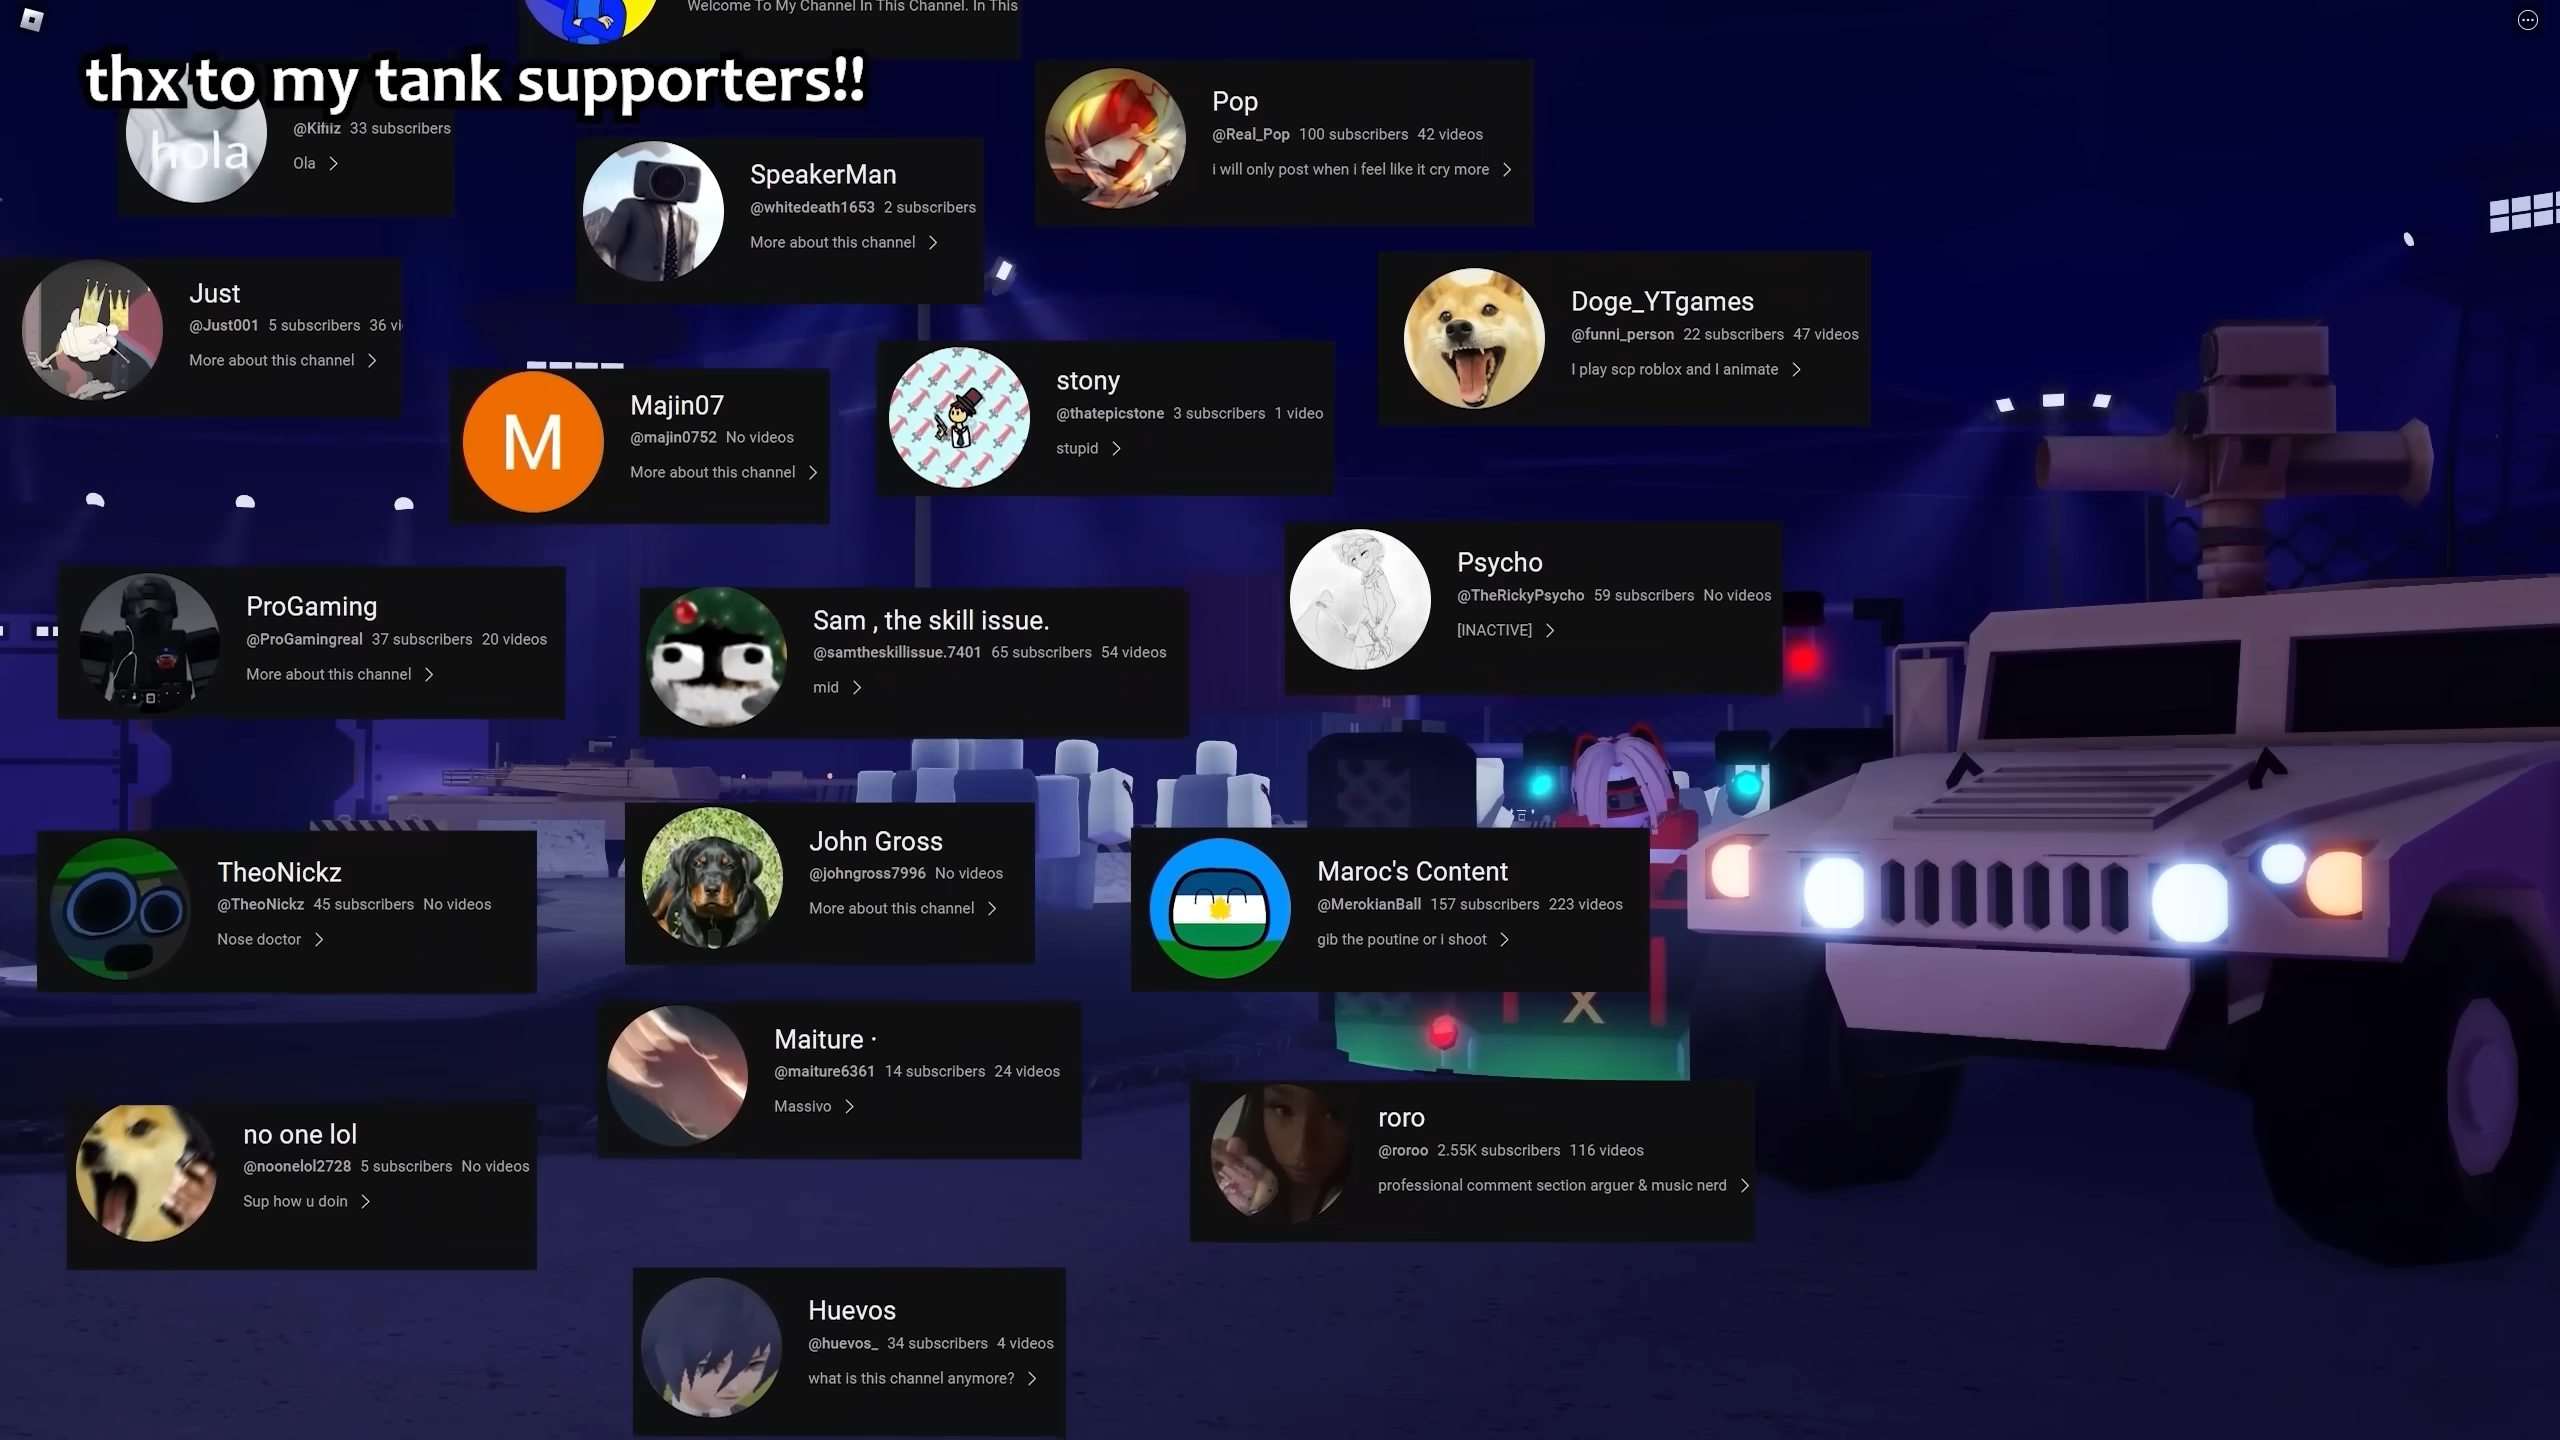 Welcome To My Channel In This Channel. In This
thx to my tank supporters!!
@Kifiiz 33 subscribers
hola
Ola
Pop
@Real_Pop 100 subscribers 42 videos
i will only post when i feel like it cry more
SpeakerMan
@whitedeath1653 2 subscribers
More about this channel
Just
@Just001 5 subscribers 36 vi
More about this channel
Doge_YTgames
@funni_person 22 subscribers 47 videos
I play scp roblox and I animate
Majin07
@majin0752 No videos
More about this channel
M
stony
@thatepicstone 3 subscribers 1 video
stupid
Psycho
@TheRickyPsycho 59 subscribers No videos
[INACTIVE]
ProGaming
@ProGamingreal 37 subscribers 20 videos
More about this channel
Sam , the skill issue.
@samtheskillissue.7401 65 subscribers 54 videos
mid
TheoNickz
@TheoNickz 45 subscribers No videos
Nose doctor
John Gross
@johngross7996 No videos
More about this channel
Maroc's Content
@MerokianBall 157 subscribers 223 videos
gib the poutine or i shoot
X
Maiture ·
@maiture6361 14 subscribers 24 videos
Massivo
no one lol
@noonelol2728 5 subscribers No videos
Sup how u doin
roro
@roroo 2.55K subscribers 116 videos
professional comment section arguer & music nerd
Huevos
@huevos_ 34 subscribers 4 videos
what is this channel anymore?